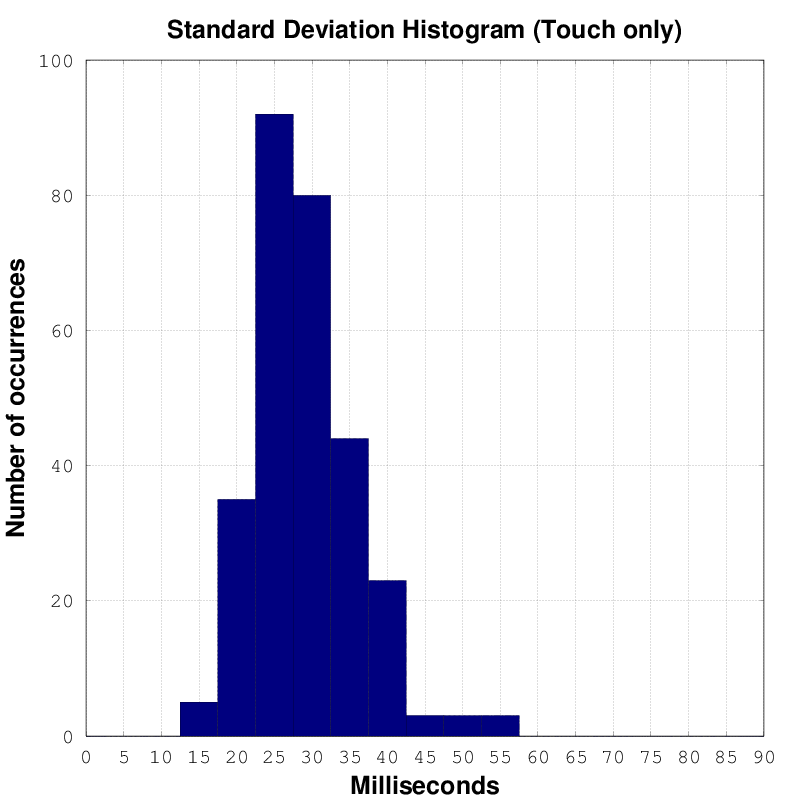 Standard Deviation Histogram (Touch only)
100
80
60
40
20
0
Number of occurrences
0 5 10 15 20 25 30 35 40 45 50 55 60 65 70 75 80 85 90
Milliseconds